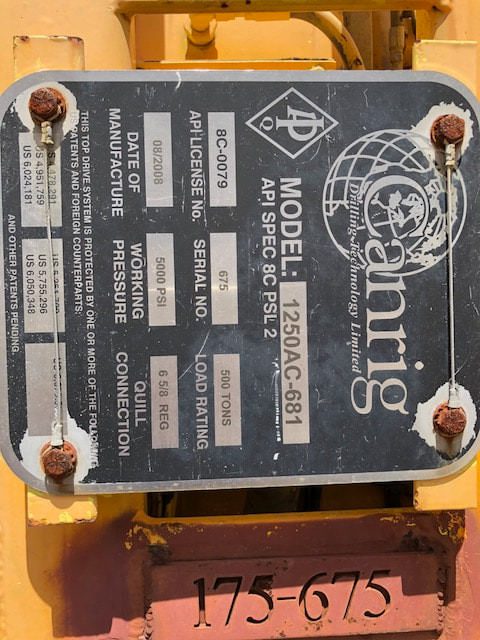 Canrig
Drilling Technology Limited
MODEL: 1250AC-681
API SPEC 8C PSL 2
8C-0079 675 500 TONS
API LICENSE No. SERIAL NO. LOAD RATING
08/2008 5000 PSI 6 5/8 REG
DATE OF MANUFACTURE WORKING PRESSURE QUILL CONNECTION
THIS TOP DRIVE SYSTEM IS PROTECTED BY ONE OR MORE OF THE FOLLOWING
US PATENTS AND FOREIGN COUNTERPARTS:
US 4,951,759 US 5,755,296
US 6,024,181 US 6,050,348
AND OTHER PATENTS PENDING.
175-675